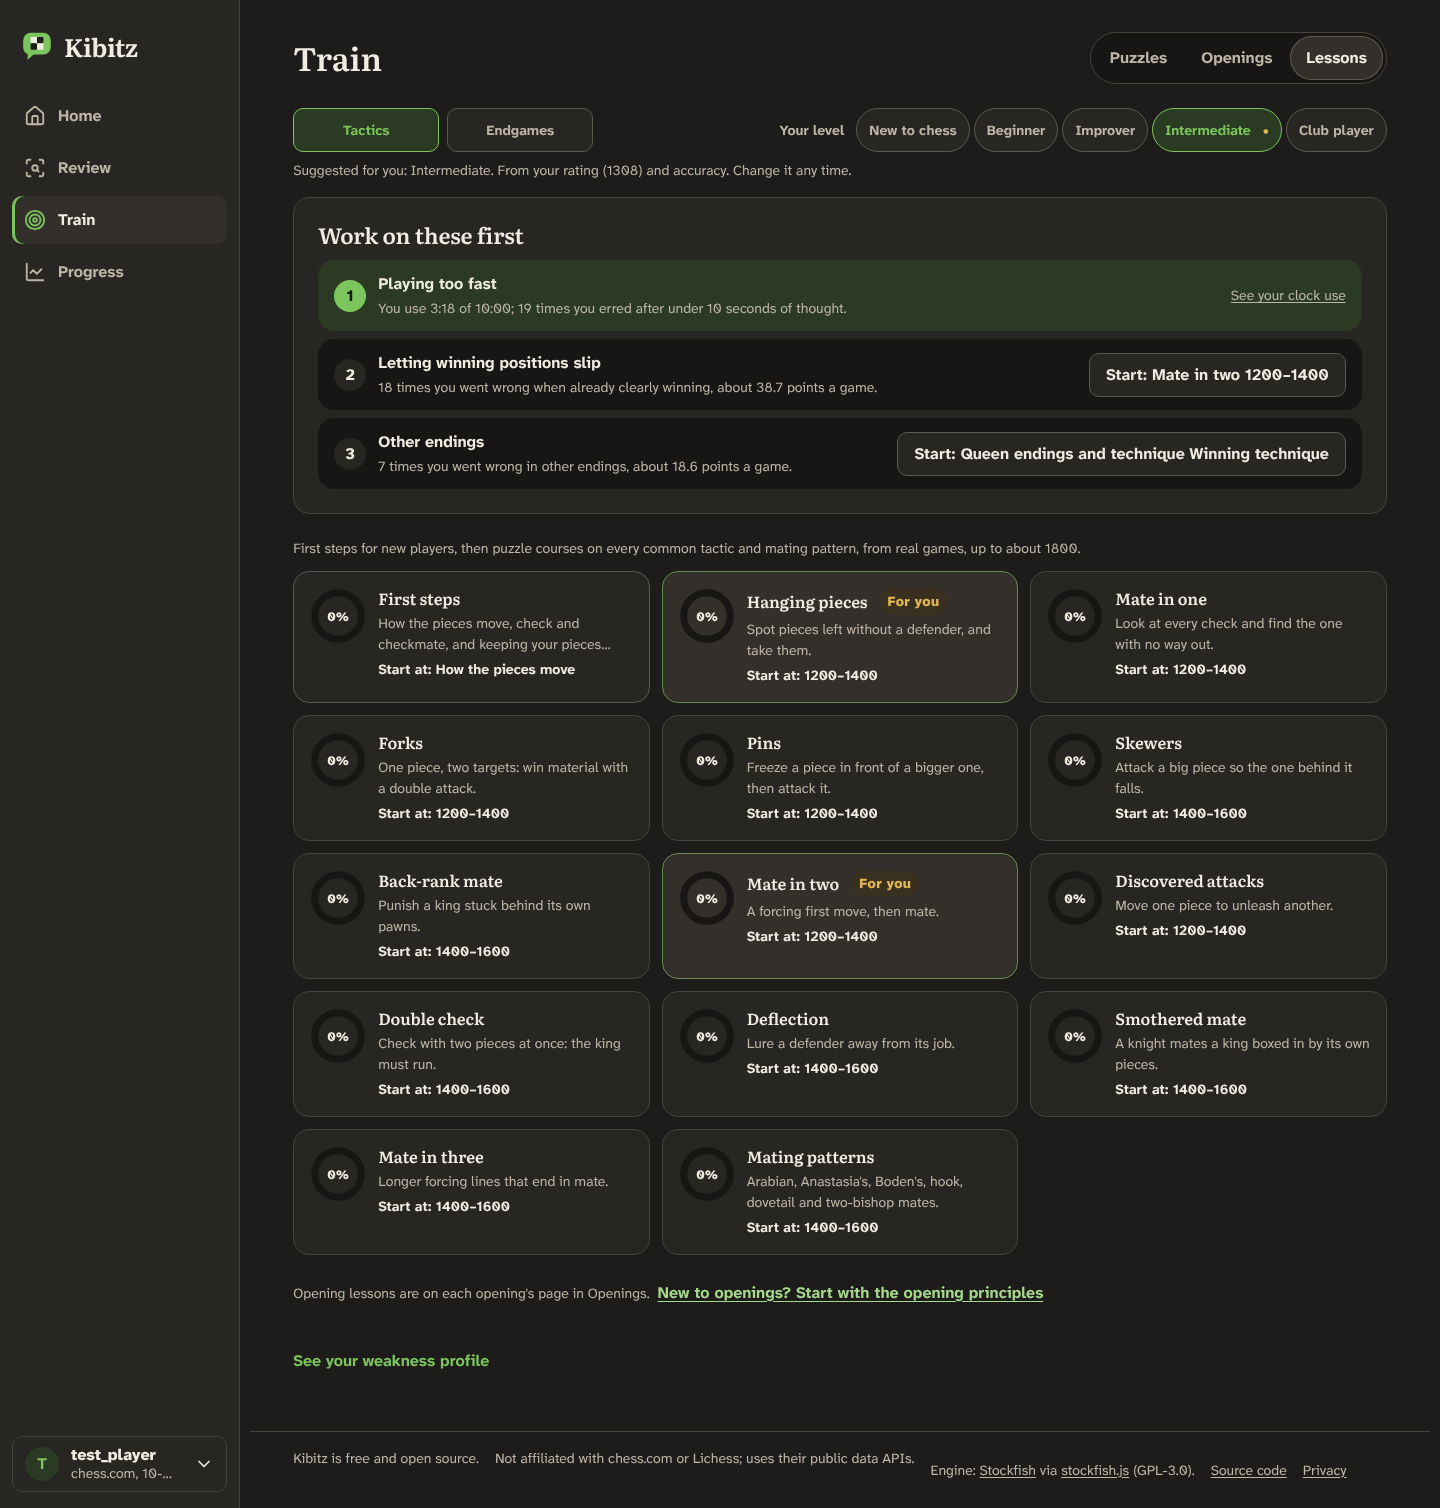 Kibitz
Home
Review
Train
Progress
Train
Puzzles
Openings
Lessons
Tactics
Endgames
Your level
New to chess
Beginner
Improver
Intermediate
Club player
Suggested for you: Intermediate. From your rating (1308) and accuracy. Change it any time.
Work on these first
1
Playing too fast
You use 3:18 of 10:00; 19 times you erred after under 10 seconds of thought.
See your clock use
2
Letting winning positions slip
18 times you went wrong when already clearly winning, about 38.7 points a game.
Start: Mate in two 1200–1400
3
Other endings
7 times you went wrong in other endings, about 18.6 points a game.
Start: Queen endings and technique Winning technique
First steps for new players, then puzzle courses on every common tactic and mating pattern, from real games, up to about 1800.
0%
First steps
How the pieces move, check and
checkmate, and keeping your pieces...
Start at: How the pieces move
0%
Hanging pieces For you
Spot pieces left without a defender, and
take them.
Start at: 1200–1400
0%
Mate in one
Look at every check and find the one
with no way out.
Start at: 1200–1400
0%
Forks
One piece, two targets: win material with
a double attack.
Start at: 1200–1400
0%
Pins
Freeze a piece in front of a bigger one,
then attack it.
Start at: 1200–1400
0%
Skewers
Attack a big piece so the one behind it
falls.
Start at: 1400–1600
0%
Back-rank mate
Punish a king stuck behind its own
pawns.
Start at: 1400–1600
0%
Mate in two For you
A forcing first move, then mate.
Start at: 1200–1400
0%
Discovered attacks
Move one piece to unleash another.
Start at: 1200–1400
0%
Double check
Check with two pieces at once: the king
must run.
Start at: 1400–1600
0%
Deflection
Lure a defender away from its job.
Start at: 1400–1600
0%
Smothered mate
A knight mates a king boxed in by its own
pieces.
Start at: 1400–1600
0%
Mate in three
Longer forcing lines that end in mate.
Start at: 1400–1600
0%
Mating patterns
Arabian, Anastasia's, Boden's, hook,
dovetail and two-bishop mates.
Start at: 1400–1600
Opening lessons are on each opening's page in Openings. New to openings? Start with the opening principles
See your weakness profile
T
test_player
chess.com, 10-...
Kibitz is free and open source. Not affiliated with chess.com or Lichess; uses their public data APIs.
Engine: Stockfish via stockfish.js (GPL-3.0). Source code Privacy